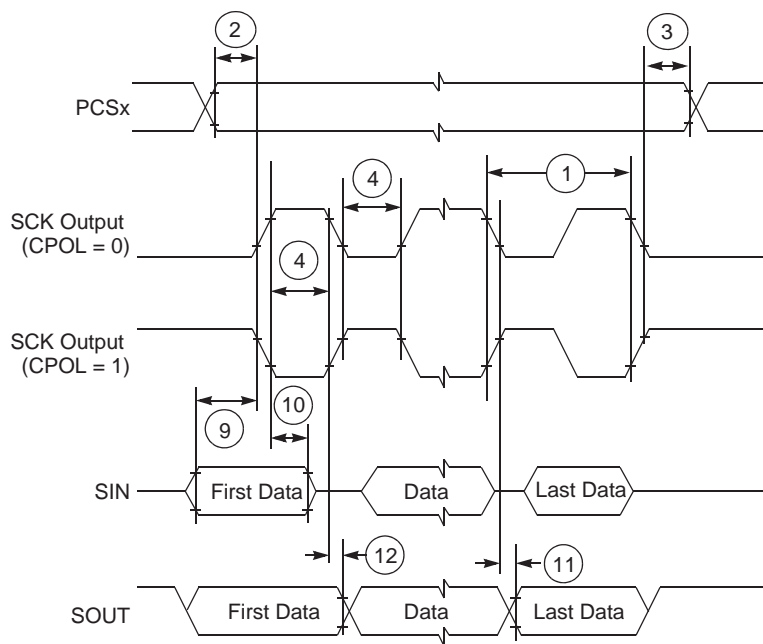 2
3
PCSx
4
1
SCK Output
(CPOL = 0)
4
SCK Output
(CPOL = 1)
9
10
SIN
First Data
Data
Last Data
12
11
SOUT
First Data
Data
Last Data